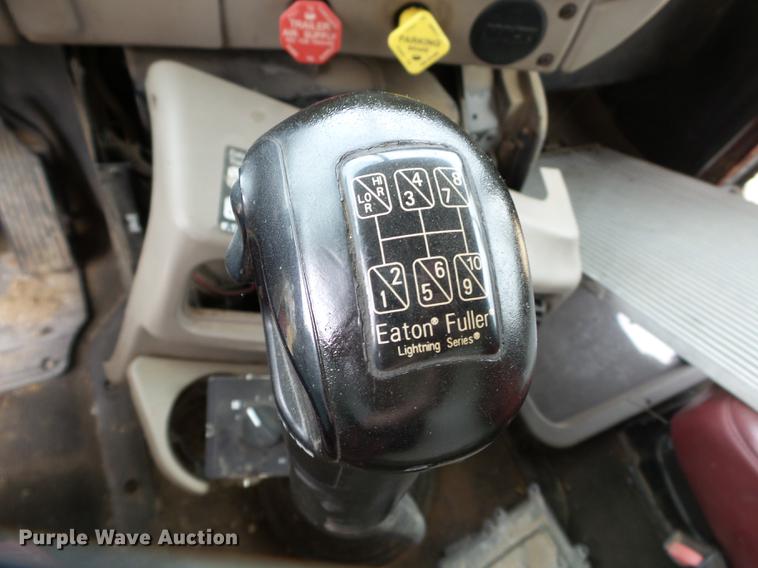 TRAILER
AIR SUPPLY
PARKING
BRAKE
LO R HI R 3 4 7 8
1 2 5 6 9 10
Eaton® Fuller®
Lightning Series®
Purple Wave Auction